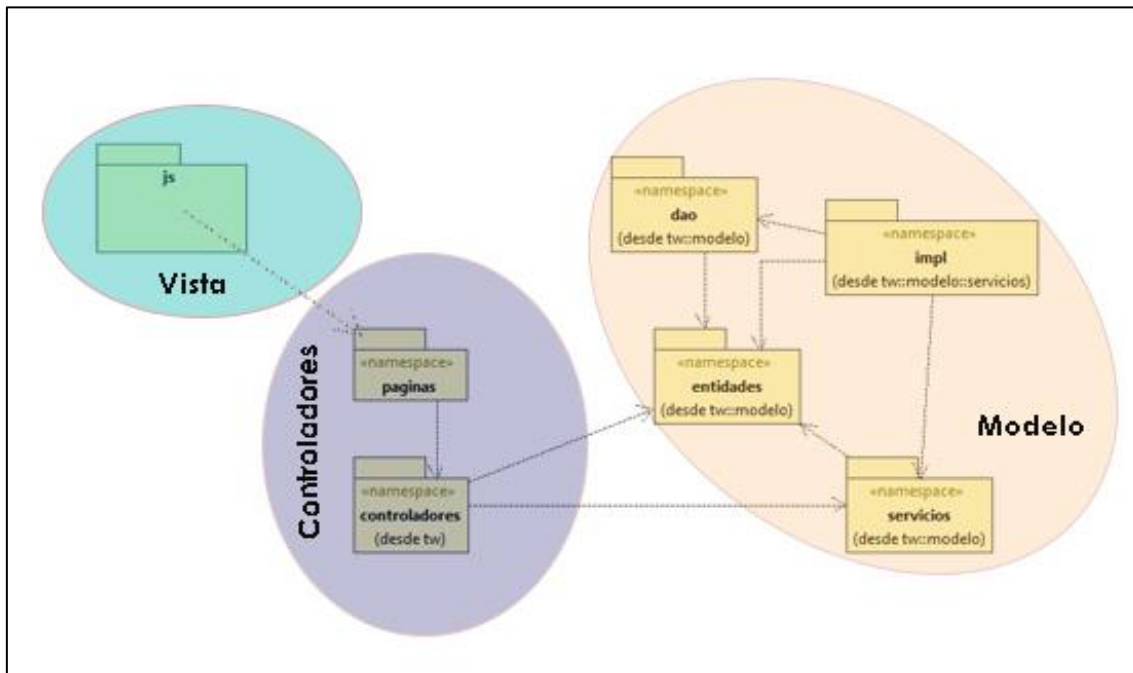 js
Vista
Controladores
«namespace»
paginas
«namespace»
controladores
(desde tw)
«namespace»
dao
(desde tw::modelo)
«namespace»
impl
(desde tw::modelo::servicios)
«namespace»
entidades
(desde tw::modelo)
Modelo
«namespace»
servicios
(desde tw::modelo)